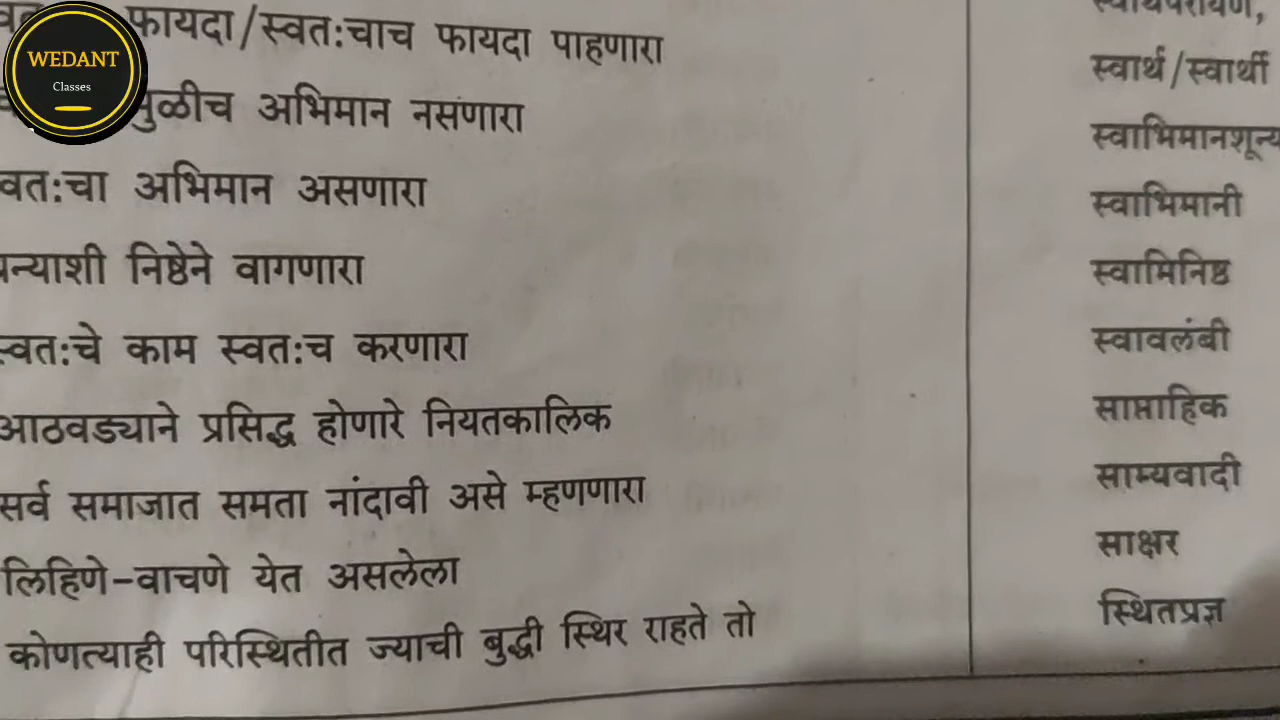 WEDANT
Classes
फायदा/स्वत:चाच फायदा पाहणारा
स्वार्थ/स्वार्थी
अभिमान नसणारा
स्वाभिमानशून्य
अभिमान असणारा
स्वाभिमानी
निष्ठेने वागणारा
स्वामिनिष्ठ
स्वत:चे काम स्वत:च करणारा
स्वावलंबी
आठवड्याने प्रसिद्ध होणारे नियतकालिक
साप्ताहिक
सर्व समाजात समता नांदावी असे म्हणणारा
साम्यवादी
लिहिणे-वाचणे येत असलेला
साक्षर
कोणत्याही परिस्थितीत ज्याची बुद्धी स्थिर राहते तो
स्थितप्रज्ञ